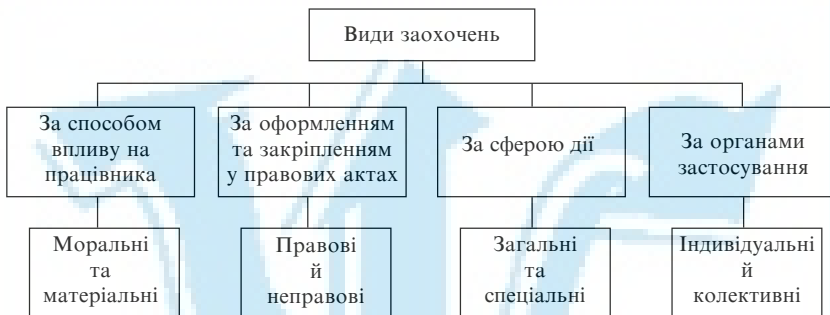 Види заохочень
За способом
впливу на
працівника
За оформленням
та закріпленням
у правових актах
За сферою дії
За органами
застосування
Моральні
та
матеріальні
Правові
й
неправові
Загальні
та
спеціальні
Індивідуальні
й
колективні